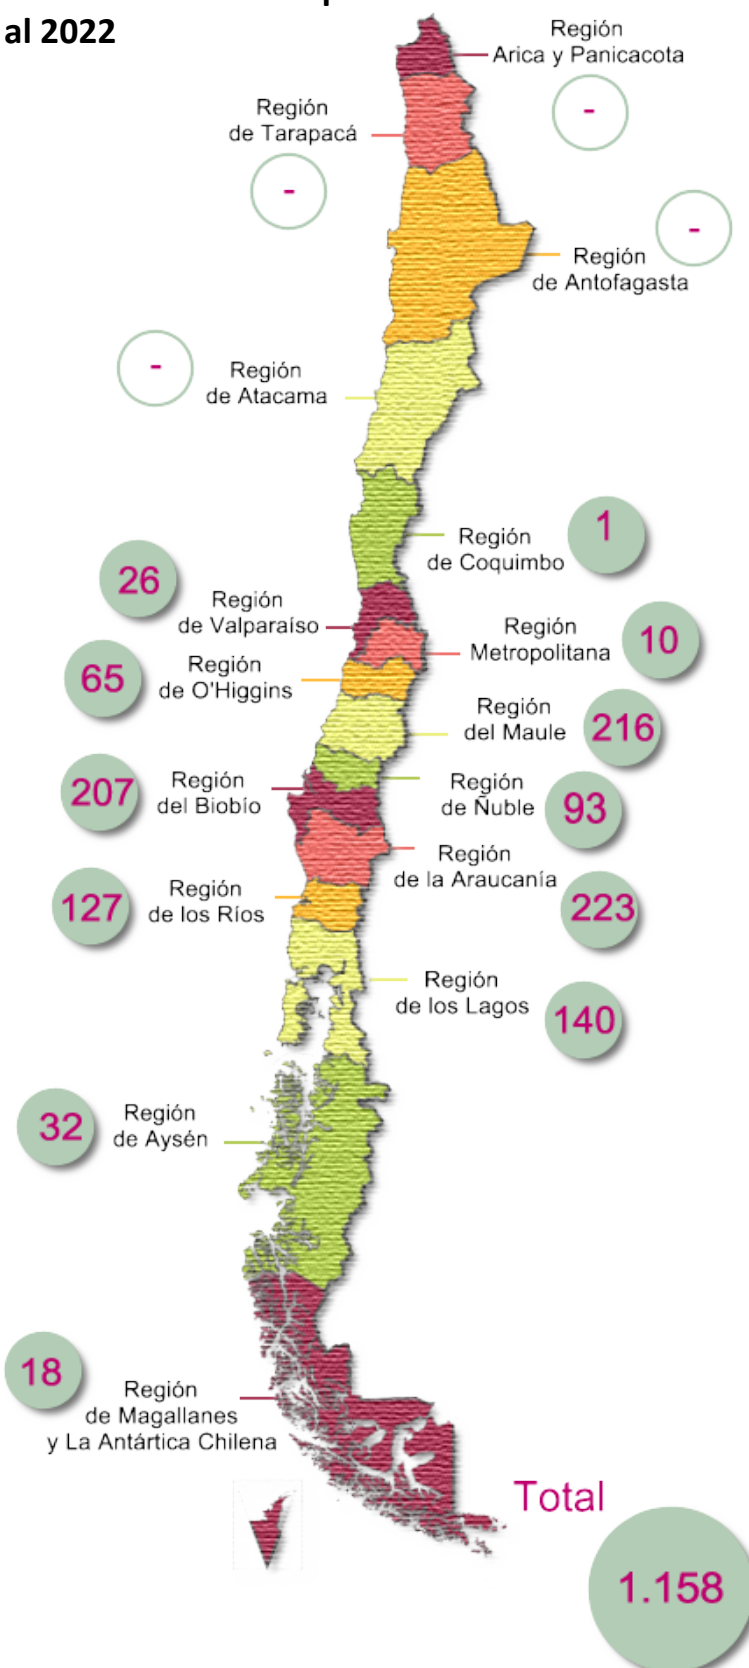 al 2022
Región
Arica y Panicacota
-
Región
de Tarapacá
-
-
Región
de Antofagasta
-
Región
de Atacama
1
Región
de Coquimbo
26
Región
de Valparaíso
Región
Metropolitana
10
65
Región
de O'Higgins
Región
del Maule
216
207
Región
del Biobío
Región
de Ñuble
93
Región
de la Araucanía
223
127
Región
de los Ríos
Región
de los Lagos
140
32
Región
de Aysén
18
Región
de Magallanes
y La Antártica Chilena
Total
1.158